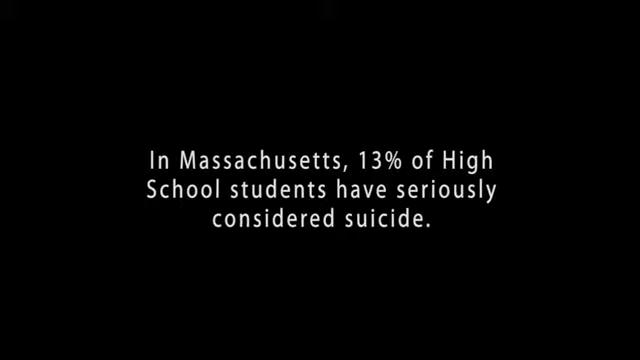 In Massachusetts, 13% of High
School students have seriously
considered suicide.